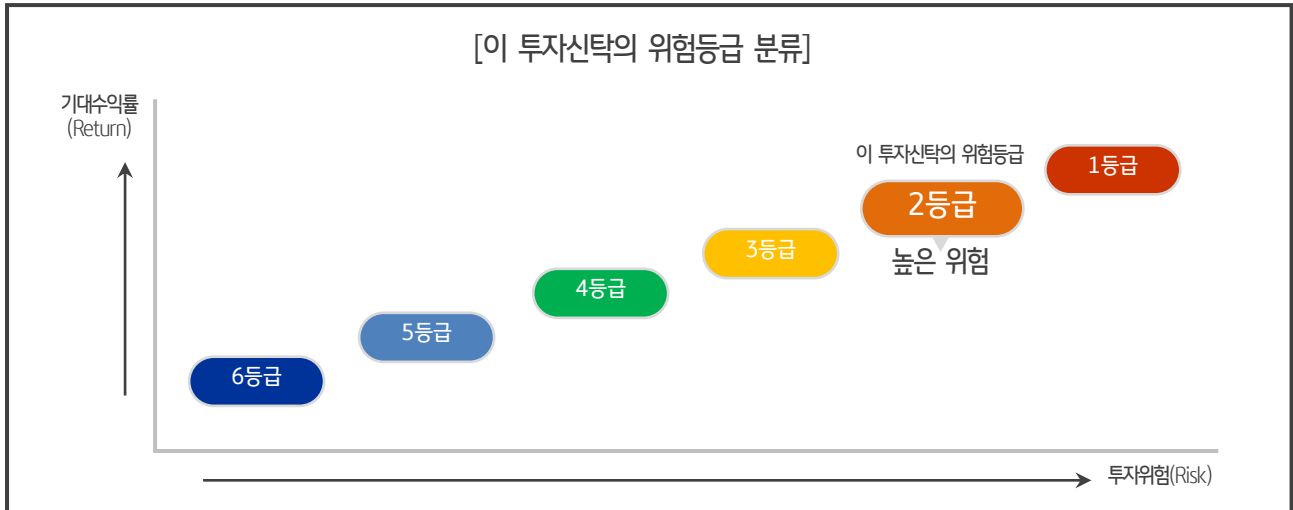 [이 투자신탁의 위험등급 분류]
기대수익률
(Return)
이 투자신탁의 위험등급
1등급
2등급
높은 위험
3등급
4등급
5등급
6등급
투자위험(Risk)